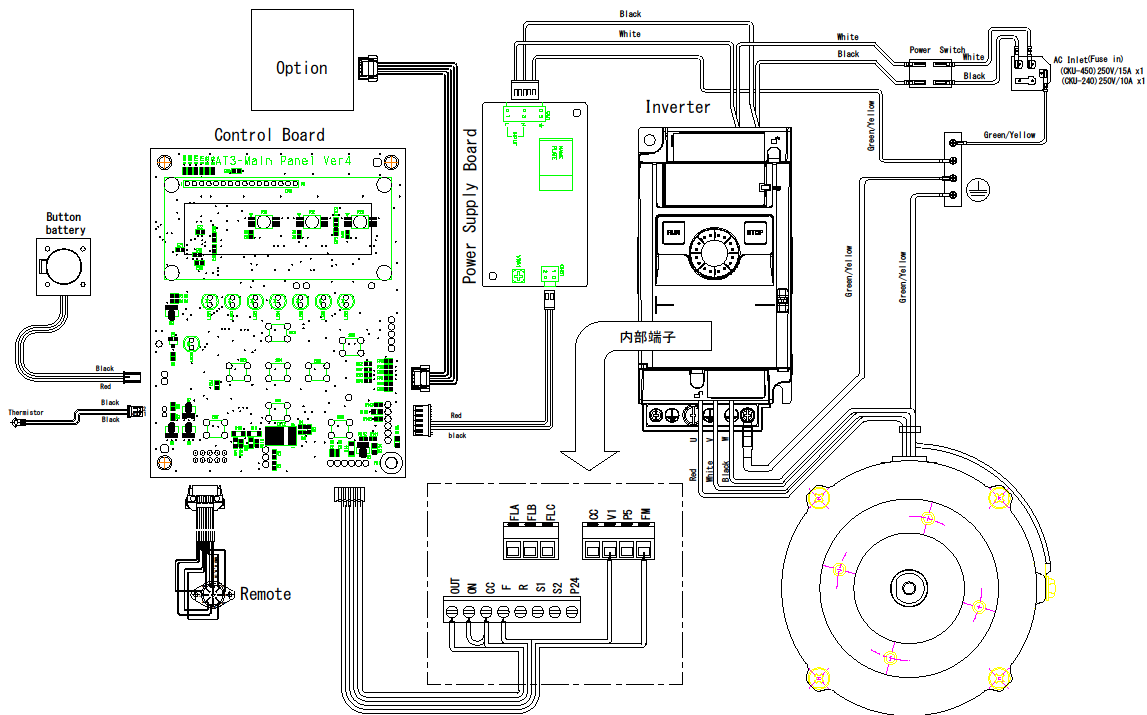 Black
White
White
Black
Power Switch
White
Black
AC Inlet(Fuse in)
(CKU-450)250V/15A x1
(CKU-240)250V/10A x1
Option
Control Board
AAT3-Main Panel Ver4
Power Supply Board
Inverter
RUN
STOP
Green/Yellow
Green/Yellow
Green/Yellow
Green/Yellow
Button
battery
Black
Red
Thermistor
Black
Black
内部端子
Red
black
U
V
W
Red
White
Black
FLA
FLB
FLC
CC
V1
P5
FM
OUT
ON
CC
F
R
S1
S2
P24
Remote